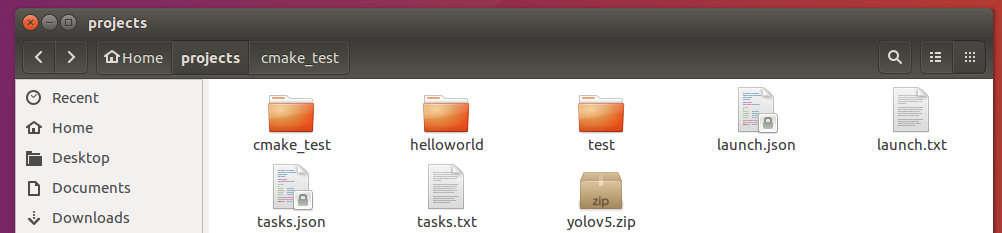 projects
Home projects cmake_test
Recent
Home
Desktop
Documents
Downloads
cmake_test helloworld test launch.json launch.txt
tasks.json tasks.txt zip yolov5.zip